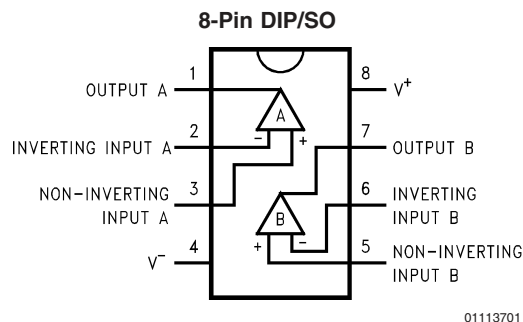 8-Pin DIP/SO
1
OUTPUT A
8
V+
A
- +
2
INVERTING INPUT A
7
OUTPUT B
3
NON-INVERTING
INPUT A
6
INVERTING
INPUT B
B
+ -
4
V-
5
NON-INVERTING
INPUT B
01113701